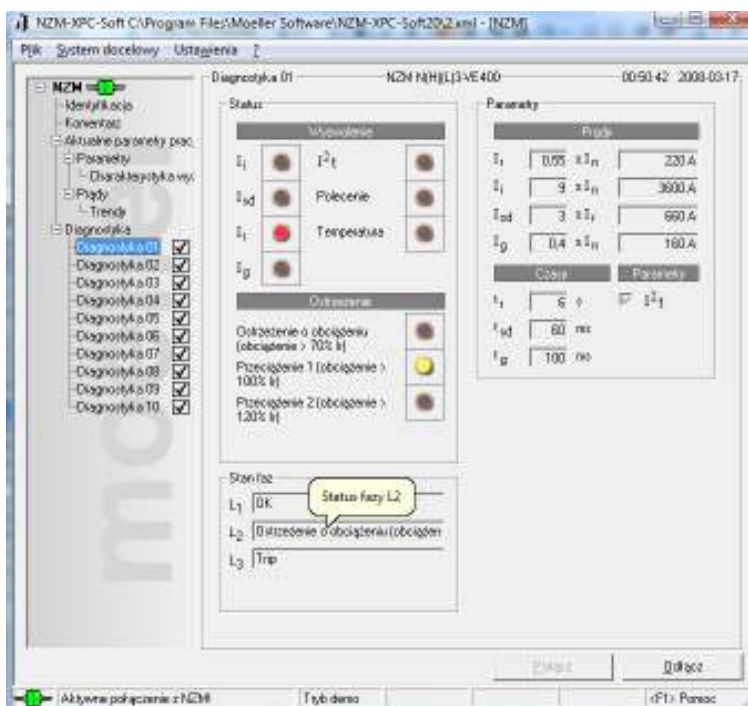 NZM-XPC-Soft C:\Program Files\Moeller Software\NZM-XPC-Soft20\2.xml - [NZM]
Plik System docelowy Ustawienia ?
NZM
Identyfikacja
Komentarz
Aktualne parametry prac
Parametry
Charakterystyka wyz
Prądy
Trendy
Diagnostyka
Diagnostyka 01
Diagnostyka 02
Diagnostyka 03
Diagnostyka 04
Diagnostyka 05
Diagnostyka 06
Diagnostyka 07
Diagnostyka 08
Diagnostyka 09
Diagnostyka 10
Diagnostyka 01 NZM N(H)(L)3-VE400 00:50:42 2008-03-17
Status
Wyzwolenie
Ii I²t
Isd Polecenie
Ir Temperatura
Ig
Ostrzeżenie
Ostrzeżenie o obciążeniu
(obciążenie > 70% Ir)
Przeciążenie 1 (obciążenie >
100% Ir)
Przeciążenie 2 (obciążenie >
120% Ir)
Stan faz
L1 OK
Status fazy L2
L2 Ostrzeżenie o obciążeniu (obciążen
L3 Trip
Parametry
Prądy
Ir 0,55 x In 220 A
Ii 9 x In 3600 A
Isd 3 x Ir 660 A
Ig 0,4 x In 160 A
Czasy Parametry
tr 6 s I²t
tsd 60 ms
tg 100 ms
Połącz Odłącz
Aktywne połączenie z NZM! Tryb demo <F1> Pomoc
moeller